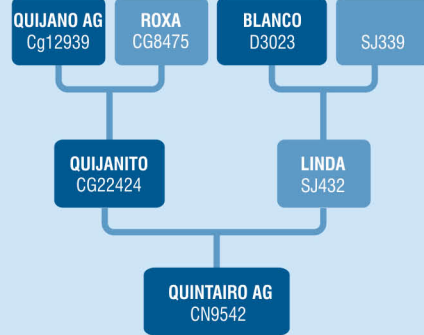 QUIJANO AG
Cg12939
ROXA
CG8475
BLANCO
D3023
SJ339
QUIJANITO
CG22424
LINDA
SJ432
QUINTAIRO AG
CN9542